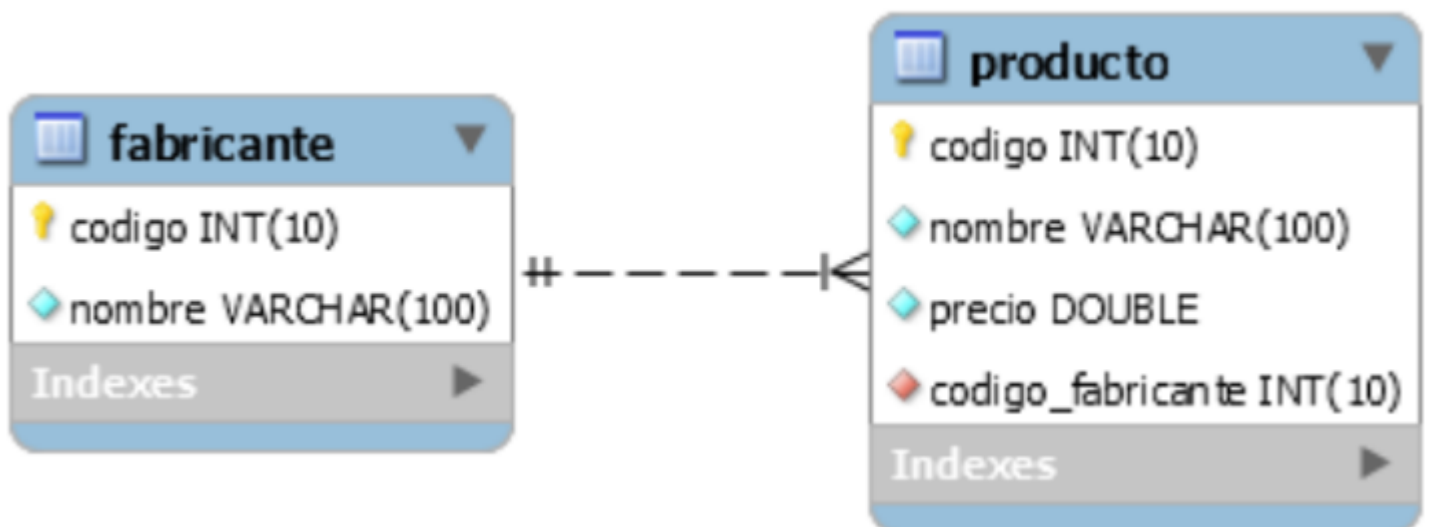 fabricante
codigo INT(10)
nombre VARCHAR(100)
Indexes
producto
codigo INT(10)
nombre VARCHAR(100)
precio DOUBLE
codigo_fabricante INT(10)
Indexes